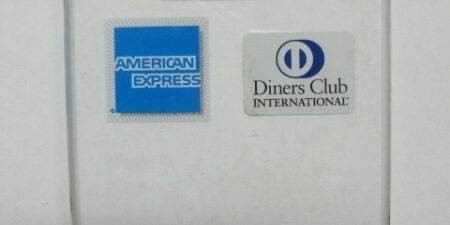 AMERICAN
EXPRESS
Diners Club
INTERNATIONAL®